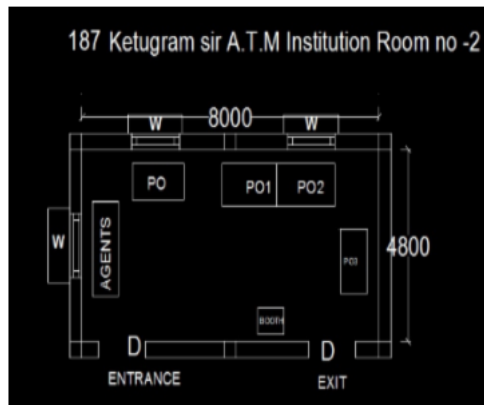 187 Ketugram sir A.T.M Institution Room no -2
W
8000
W
PO
PO1
PO2
W
AGENTS
4800
PO3
BOOTH
D
D
ENTRANCE
EXIT